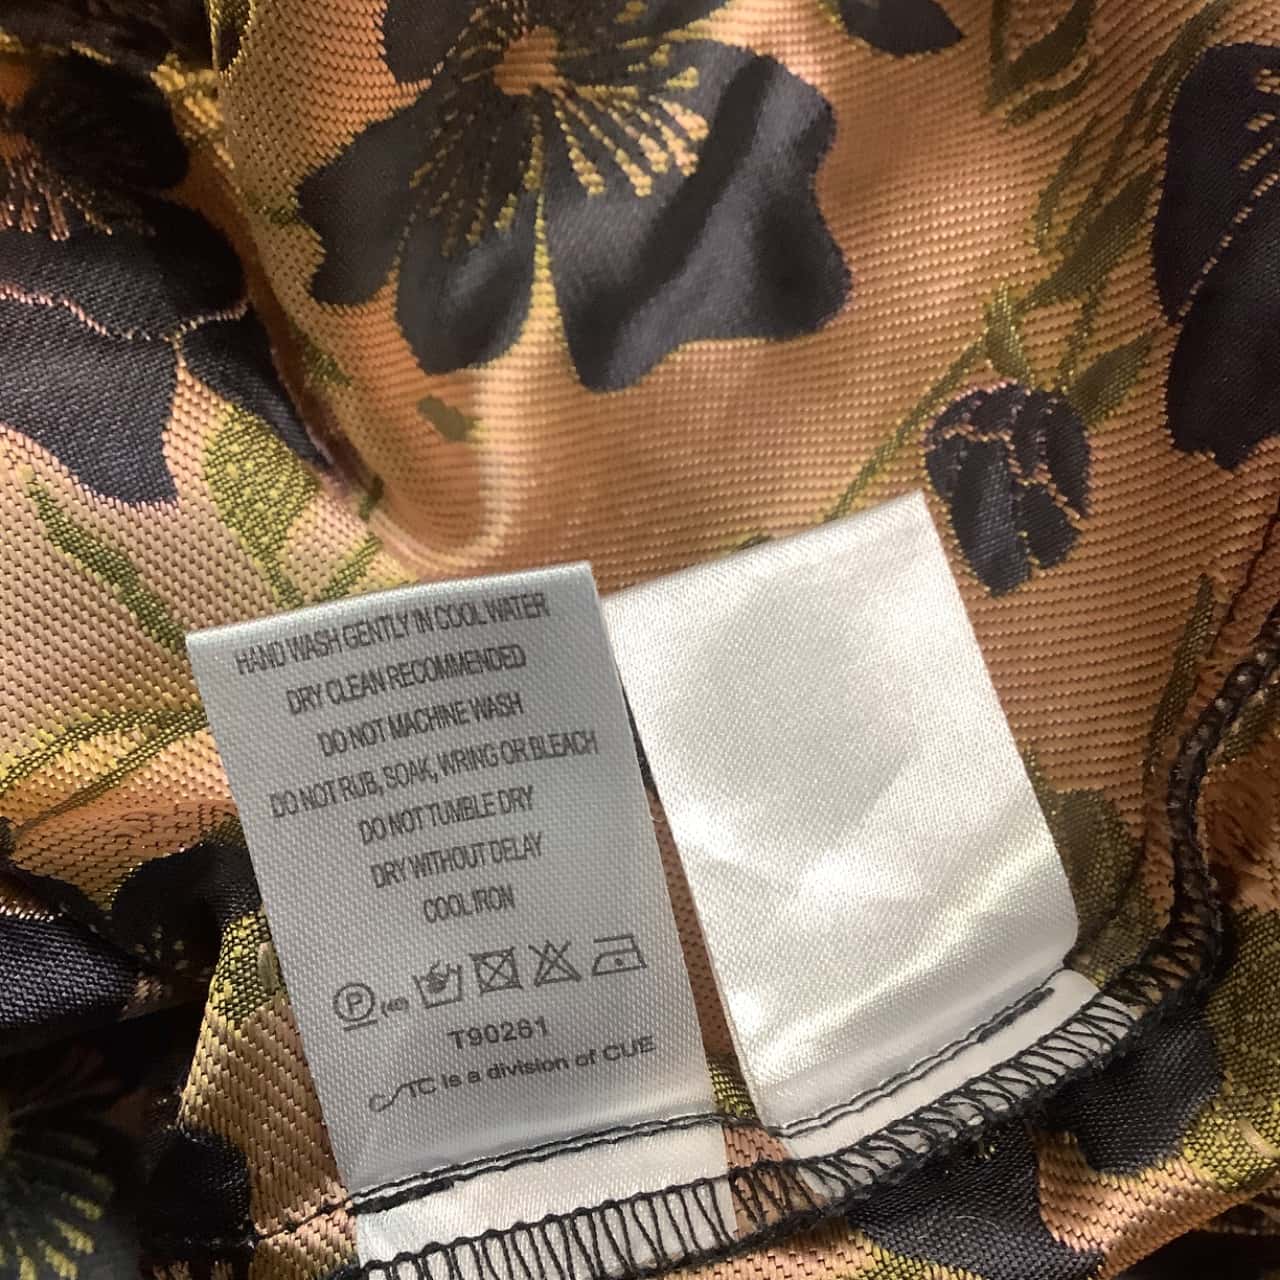 HAND WASH GENTLY IN COOL WATER
DRY CLEAN RECOMMENDED
DO NOT MACHINE WASH
DO NOT RUB, SOAK, WRING OR BLEACH
DO NOT TUMBLE DRY
DRY WITHOUT DELAY
COOL IRON
P (40)
T90261
TC is a division of CUE